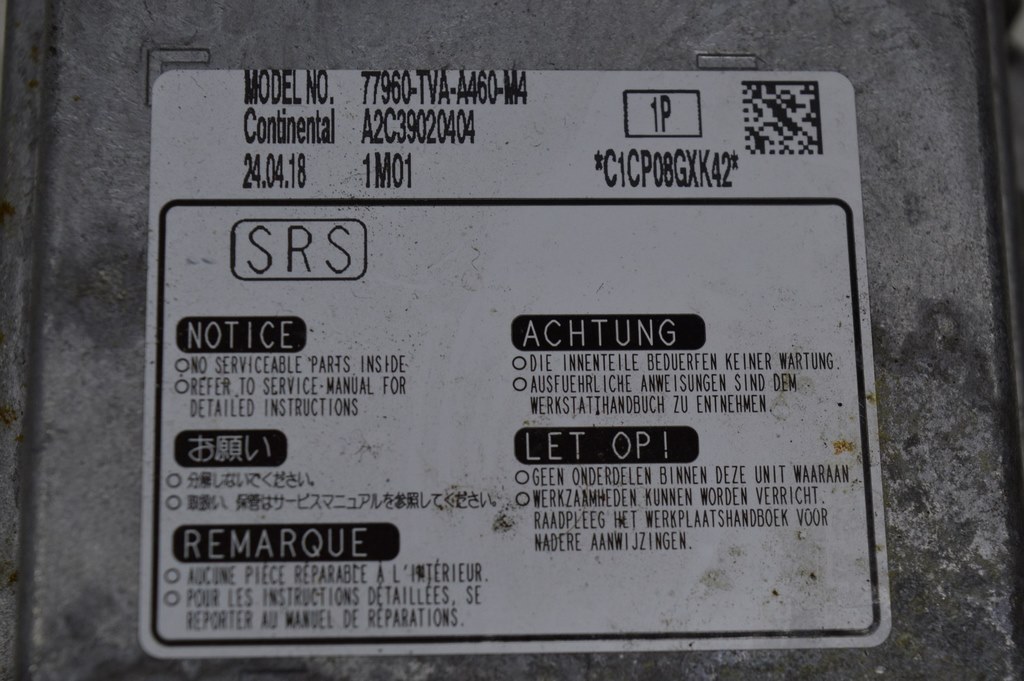 MODEL NO. 77960-TVA-A460-M4
Continental A2C39020404
24.04.18 1M01
1P
*C1CP08GXK42*
SRS
NOTICE
○NO SERVICEABLE PARTS INSIDE
○REFER TO SERVICE MANUAL FOR
DETAILED INSTRUCTIONS
お願い
○ 分解しないでください。
○ 取扱い、保管はサービスマニュアルを参照してください。
REMARQUE
○ AUCUNE PIÈCE RÉPARABLE À L'INTÉRIEUR.
○ POUR LES INSTRUCTIONS DÉTAILLÉES, SE
REPORTER AU MANUEL DE RÉPARATIONS.
ACHTUNG
○DIE INNENTEILE BEDUERFEN KEINER WARTUNG.
○AUSFUEHRLICHE ANWEISUNGEN SIND DEM
WERKSTATTHANDBUCH ZU ENTNEHMEN.
LET OP!
○GEEN ONDERDELEN BINNEN DEZE UNIT WAARAAN
○WERKZAAMHEDEN KUNNEN WORDEN VERRICHT.
RAADPLEEG HET WERKPLAATSHANDBOEK VOOR
NADERE AANWIJZINGEN.